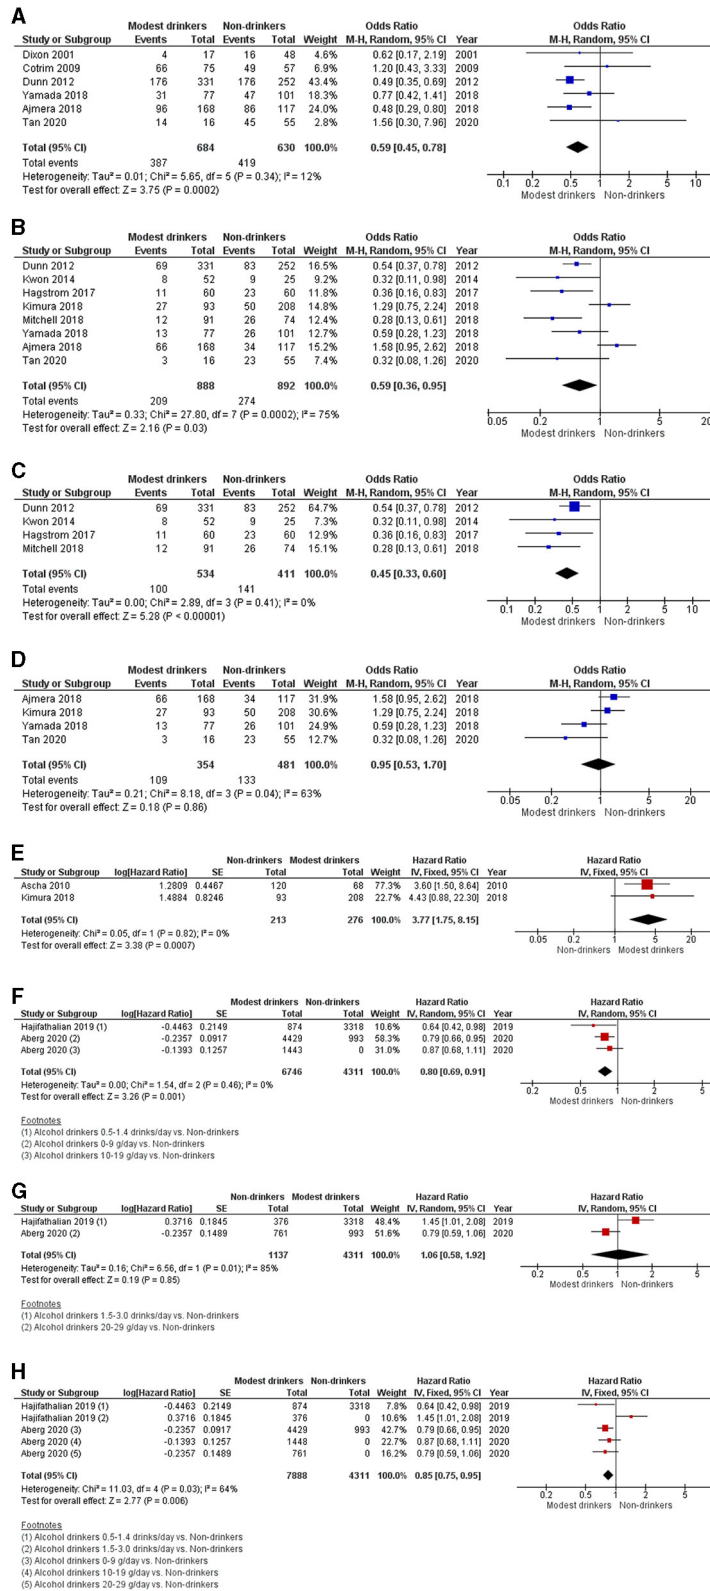 A
Modest drinkers Non-drinkers Odds Ratio Odds Ratio
Study or Subgroup Events Total Events Total Weight M-H, Random, 95% CI Year M-H, Random, 95% CI
Dixon 2001 4 17 16 48 4.6% 0.62 [0.17, 2.19] 2001
Cotrim 2009 66 75 49 57 7.4% 1.20 [0.43, 3.33] 2009
Dunn 2012 176 331 176 252 43.4% 0.49 [0.35, 0.69] 2012
Yamada 2018 31 77 47 101 18.5% 0.77 [0.42, 1.41] 2018
Ajmera 2018 96 168 86 117 23.3% 0.48 [0.29, 0.80] 2018
Tan 2020 14 16 45 55 2.8% 1.56 [0.30, 7.96] 2020
Total (95% CI) 684 630 100.0% 0.59 [0.45, 0.78]
Total events 387 419
Heterogeneity: Tau² = 0.01; Chi² = 5.65, df = 5 (P = 0.34); I² = 12%
Test for overall effect: Z = 3.75 (P = 0.0002)
0.1 0.2 0.5 1 2 5 10
Modest drinkers Non-drinkers
B
Modest drinkers Non-drinkers Odds Ratio Odds Ratio
Study or Subgroup Events Total Events Total Weight M-H, Random, 95% CI Year M-H, Random, 95% CI
Dunn 2012 69 331 83 252 16.5% 0.54 [0.37, 0.78] 2012
Kwon 2014 8 52 9 25 9.2% 0.32 [0.11, 0.98] 2014
Hagstrom 2017 11 60 23 60 11.8% 0.36 [0.16, 0.83] 2017
Kimura 2018 27 93 50 208 14.9% 1.29 [0.75, 2.24] 2018
Mitchell 2018 12 91 26 74 12.3% 0.28 [0.13, 0.61] 2018
Yamada 2018 13 77 26 101 12.7% 0.59 [0.28, 1.23] 2018
Ajmera 2018 66 168 34 117 15.2% 1.58 [0.95, 2.62] 2018
Tan 2020 3 16 23 55 7.4% 0.32 [0.08, 1.26] 2020
Total (95% CI) 888 892 100.0% 0.59 [0.36, 0.95]
Total events 209 274
Heterogeneity: Tau² = 0.33; Chi² = 27.80, df = 7 (P = 0.0002); I² = 75%
Test for overall effect: Z = 2.16 (P = 0.03)
0.05 0.2 1 5 20
Modest drinkers Non-drinkers
C
Modest drinkers Non-drinkers Odds Ratio Odds Ratio
Study or Subgroup Events Total Events Total Weight M-H, Random, 95% CI Year M-H, Random, 95% CI
Dunn 2012 69 331 83 252 64.7% 0.54 [0.37, 0.78] 2012
Kwon 2014 8 52 9 25 7.3% 0.32 [0.11, 0.98] 2014
Hagstrom 2017 11 60 23 60 12.9% 0.36 [0.16, 0.83] 2017
Mitchell 2018 12 91 26 74 15.1% 0.28 [0.13, 0.61] 2018
Total (95% CI) 534 411 100.0% 0.45 [0.33, 0.60]
Total events 100 141
Heterogeneity: Tau² = 0.00; Chi² = 2.89, df = 3 (P = 0.41); I² = 0%
Test for overall effect: Z = 5.28 (P < 0.00001)
0.1 0.2 0.5 1 2 5 10
Modest drinkers Non-drinkers
D
Modest drinkers Non-drinkers Odds Ratio Odds Ratio
Study or Subgroup Events Total Events Total Weight M-H, Random, 95% CI Year M-H, Random, 95% CI
Ajmera 2018 66 168 34 117 31.9% 1.58 [0.95, 2.62] 2018
Kimura 2018 27 93 50 208 30.6% 1.29 [0.75, 2.24] 2018
Yamada 2018 13 77 26 101 24.9% 0.59 [0.28, 1.23] 2018
Tan 2020 3 16 23 55 12.7% 0.32 [0.08, 1.26] 2020
Total (95% CI) 354 481 100.0% 0.95 [0.53, 1.70]
Total events 109 133
Heterogeneity: Tau² = 0.21; Chi² = 8.18, df = 3 (P = 0.04); I² = 63%
Test for overall effect: Z = 0.18 (P = 0.86)
0.05 0.2 1 5 20
Modest drinkers Non-drinkers
E
Non-drinkers Modest drinkers Hazard Ratio Hazard Ratio
Study or Subgroup log[Hazard Ratio] SE Total Total Weight IV, Fixed, 95% CI Year IV, Fixed, 95% CI
Ascha 2010 1.2809 0.4467 120 68 77.3% 3.60 [1.50, 8.64] 2010
Kimura 2018 1.4884 0.8246 93 208 22.7% 4.43 [0.88, 22.30] 2018
Total (95% CI) 213 276 100.0% 3.77 [1.75, 8.15]
Heterogeneity: Chi² = 0.05, df = 1 (P = 0.82); I² = 0%
Test for overall effect: Z = 3.38 (P = 0.0007)
0.05 0.2 1 5 20
Non-drinkers Modest drinkers
F
Modest drinkers Non-drinkers Hazard Ratio Hazard Ratio
Study or Subgroup log[Hazard Ratio] SE Total Total Weight IV, Random, 95% CI Year IV, Random, 95% CI
Hajifathalian 2019 (1) -0.4463 0.2149 874 3318 10.6% 0.64 [0.42, 0.98] 2019
Aberg 2020 (2) -0.2357 0.0917 4429 993 58.3% 0.79 [0.66, 0.95] 2020
Aberg 2020 (3) -0.1393 0.1257 1443 0 31.0% 0.87 [0.68, 1.11] 2020
Total (95% CI) 6746 4311 100.0% 0.80 [0.69, 0.91]
Heterogeneity: Tau² = 0.00; Chi² = 1.54, df = 2 (P = 0.46); I² = 0%
Test for overall effect: Z = 3.26 (P = 0.001)
0.2 0.5 1 2 5
Modest drinkers Non-drinkers
Footnotes
(1) Alcohol drinkers 0.5-1.4 drinks/day vs. Non-drinkers
(2) Alcohol drinkers 0-9 g/day vs. Non-drinkers
(3) Alcohol drinkers 10-19 g/day vs. Non-drinkers
G
Non-drinkers Modest drinkers Hazard Ratio Hazard Ratio
Study or Subgroup log[Hazard Ratio] SE Total Total Weight IV, Random, 95% CI Year IV, Random, 95% CI
Hajifathalian 2019 (1) 0.3716 0.1845 376 3318 48.4% 1.45 [1.01, 2.08] 2019
Aberg 2020 (2) -0.2357 0.1489 761 993 51.6% 0.79 [0.59, 1.06] 2020
Total (95% CI) 1137 4311 100.0% 1.06 [0.58, 1.92]
Heterogeneity: Tau² = 0.16; Chi² = 6.56, df = 1 (P = 0.01); I² = 85%
Test for overall effect: Z = 0.19 (P = 0.85)
0.2 0.5 1 2 5
Modest drinkers Non-drinkers
Footnotes
(1) Alcohol drinkers 1.5-3.0 drinks/day vs. Non-drinkers
(2) Alcohol drinkers 20-29 g/day vs. Non-drinkers
H
Modest drinkers Non-drinkers Hazard Ratio Hazard Ratio
Study or Subgroup log[Hazard Ratio] SE Total Total Weight IV, Fixed, 95% CI Year IV, Fixed, 95% CI
Hajifathalian 2019 (1) -0.4463 0.2149 874 3318 7.8% 0.64 [0.42, 0.98] 2019
Hajifathalian 2019 (2) 0.3716 0.1845 376 0 10.6% 1.45 [1.01, 2.08] 2019
Aberg 2020 (3) -0.2357 0.0917 4429 993 42.7% 0.79 [0.66, 0.95] 2020
Aberg 2020 (4) -0.1393 0.1257 1448 0 22.7% 0.87 [0.68, 1.11] 2020
Aberg 2020 (5) -0.2357 0.1489 761 0 16.2% 0.79 [0.59, 1.06] 2020
Total (95% CI) 7888 4311 100.0% 0.85 [0.75, 0.95]
Heterogeneity: Chi² = 11.03, df = 4 (P = 0.03); I² = 64%
Test for overall effect: Z = 2.77 (P = 0.006)
0.2 0.5 1 2 5
Modest drinkers Non-drinkers
Footnotes
(1) Alcohol drinkers 0.5-1.4 drinks/day vs. Non-drinkers
(2) Alcohol drinkers 1.5-3.0 drinks/day vs. Non-drinkers
(3) Alcohol drinkers 0-9 g/day vs. Non-drinkers
(4) Alcohol drinkers 10-19 g/day vs. Non-drinkers
(5) Alcohol drinkers 20-29 g/day vs. Non-drinkers